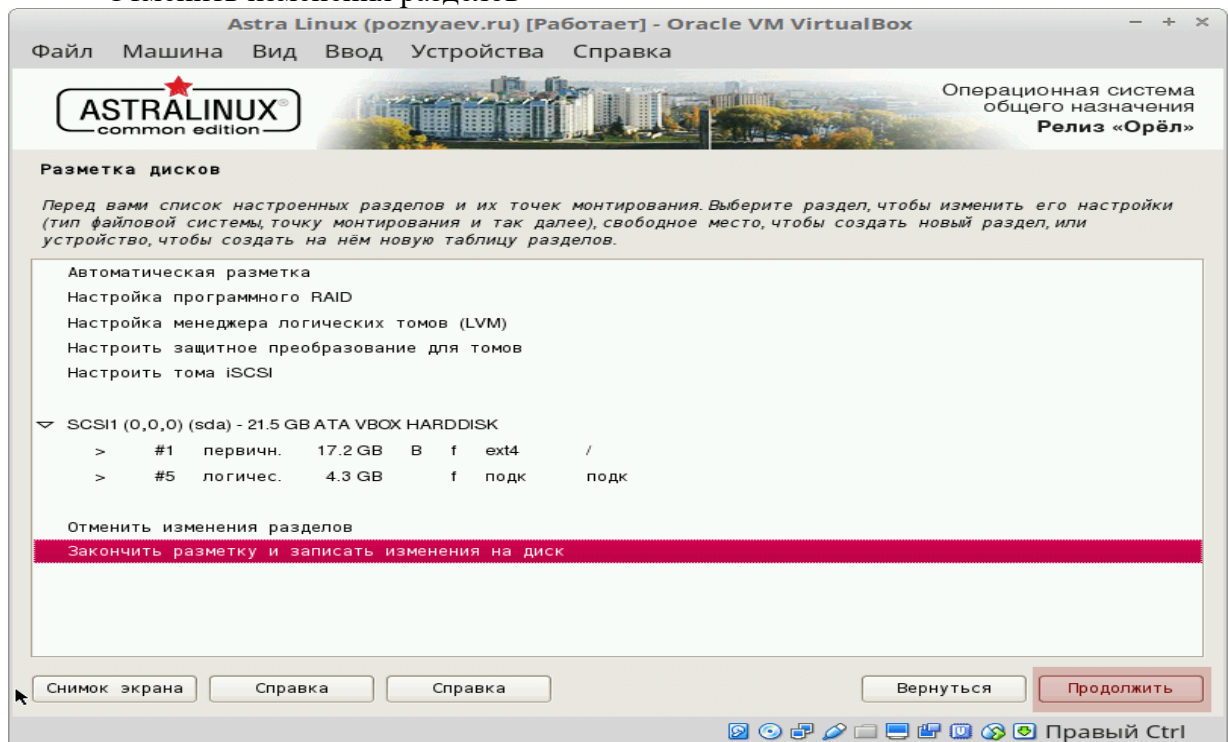 Отменить изменения разделов
Astra Linux (poznyaev.ru) [Работает] - Oracle VM VirtualBox
Файл Машина Вид Ввод Устройства Справка
ASTRALINUX®
common edition
Операционная система
общего назначения
Релиз «Орёл»
Разметка дисков
Перед вами список настроенных разделов и их точек монтирования. Выберите раздел, чтобы изменить его настройки
(тип файловой системы, точку монтирования и так далее), свободное место, чтобы создать новый раздел, или
устройство, чтобы создать на нём новую таблицу разделов.
Автоматическая разметка
Настройка программного RAID
Настройка менеджера логических томов (LVM)
Настроить защитное преобразование для томов
Настроить тома iSCSI
SCSI1 (0,0,0) (sda) - 21.5 GB ATA VBOX HARDDISK
> #1 первичн. 17.2 GB B f ext4 /
> #5 логичес. 4.3 GB f подк подк
Отменить изменения разделов
Закончить разметку и записать изменения на диск
Снимок экрана Справка Справка Вернуться Продолжить
Правый Ctrl